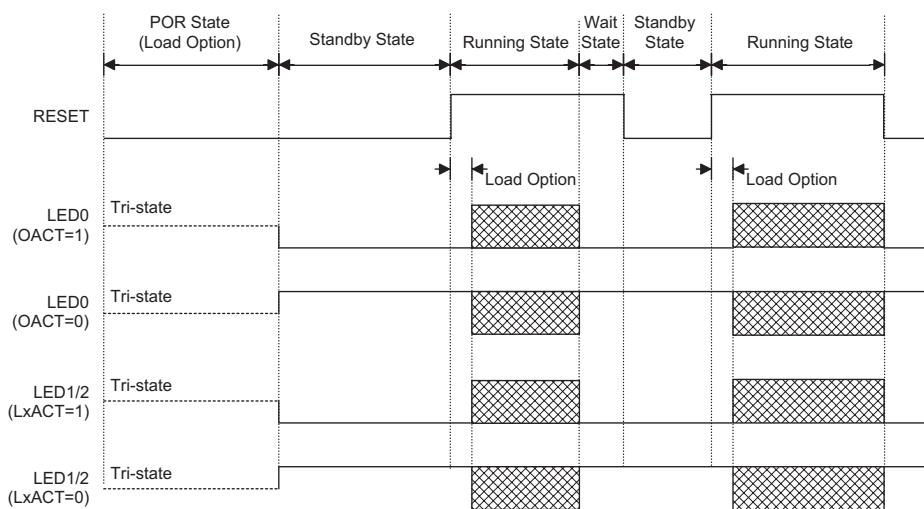 POR State
(Load Option)
Standby State
Running State
Wait
State
Standby
State
Running State
RESET
Load Option
Load Option
LED0
(OACT=1)
Tri-state
LED0
(OACT=0)
Tri-state
LED1/2
(LxACT=1)
Tri-state
LED1/2
(LxACT=0)
Tri-state